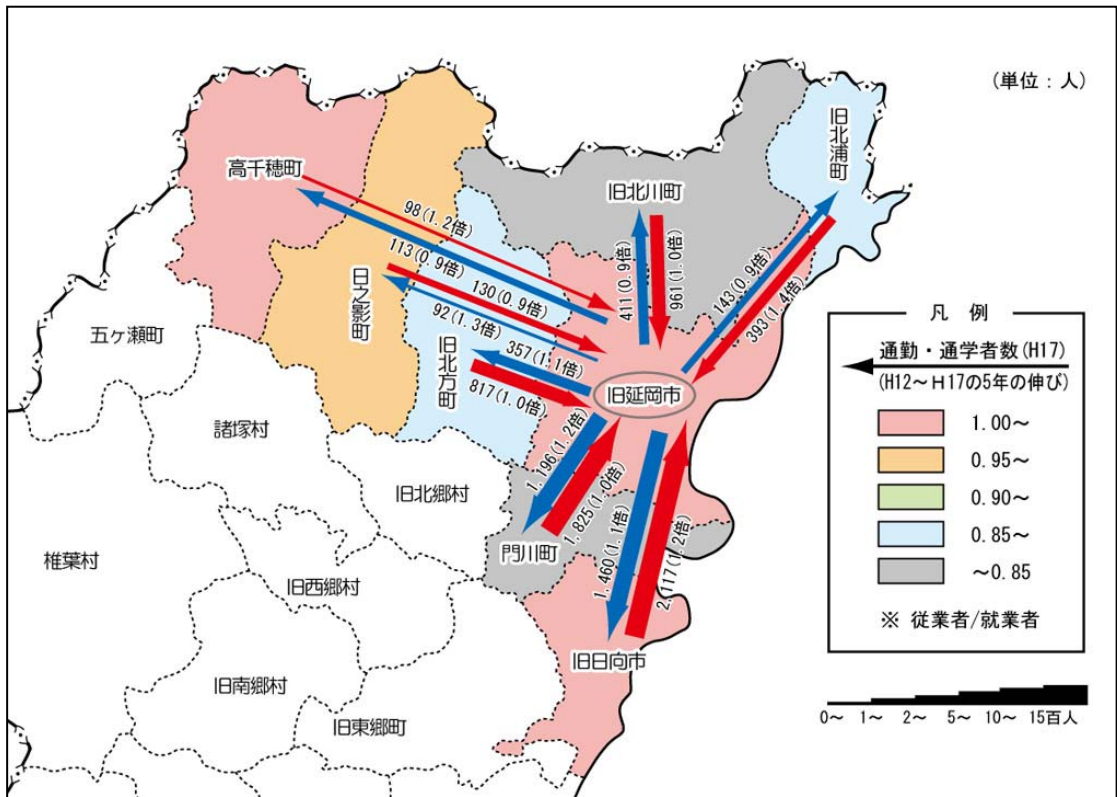 (単位：人)
旧北浦町
高千穂町
旧北川町
98(1.2倍)
113(0.9倍)
411(0.9倍)
961(1.0倍)
143(0.9倍)
393(1.4倍)
日之影町
130(0.9倍)
92(1.3倍)
五ヶ瀬町
旧北方町
357(1.1倍)
817(1.0倍)
旧延岡市
諸塚村
旧北郷村
1,196(1.2倍)
1,825(1.0倍)
門川町
1,460(1.1倍)
2,117(1.2倍)
椎葉村
旧西郷村
旧日向市
旧南郷村
旧東郷町
凡 例
通勤・通学者数(H17)
(H12～H17の5年の伸び)
1.00～
0.95～
0.90～
0.85～
～0.85
※ 従業者/就業者
0～ 1～ 2～ 5～ 10～ 15百人